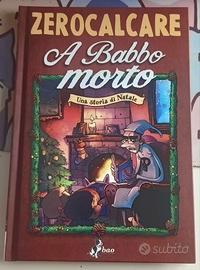 ZEROCALCARE
A Babbo
morto
Una storia di Natale
bao
subito